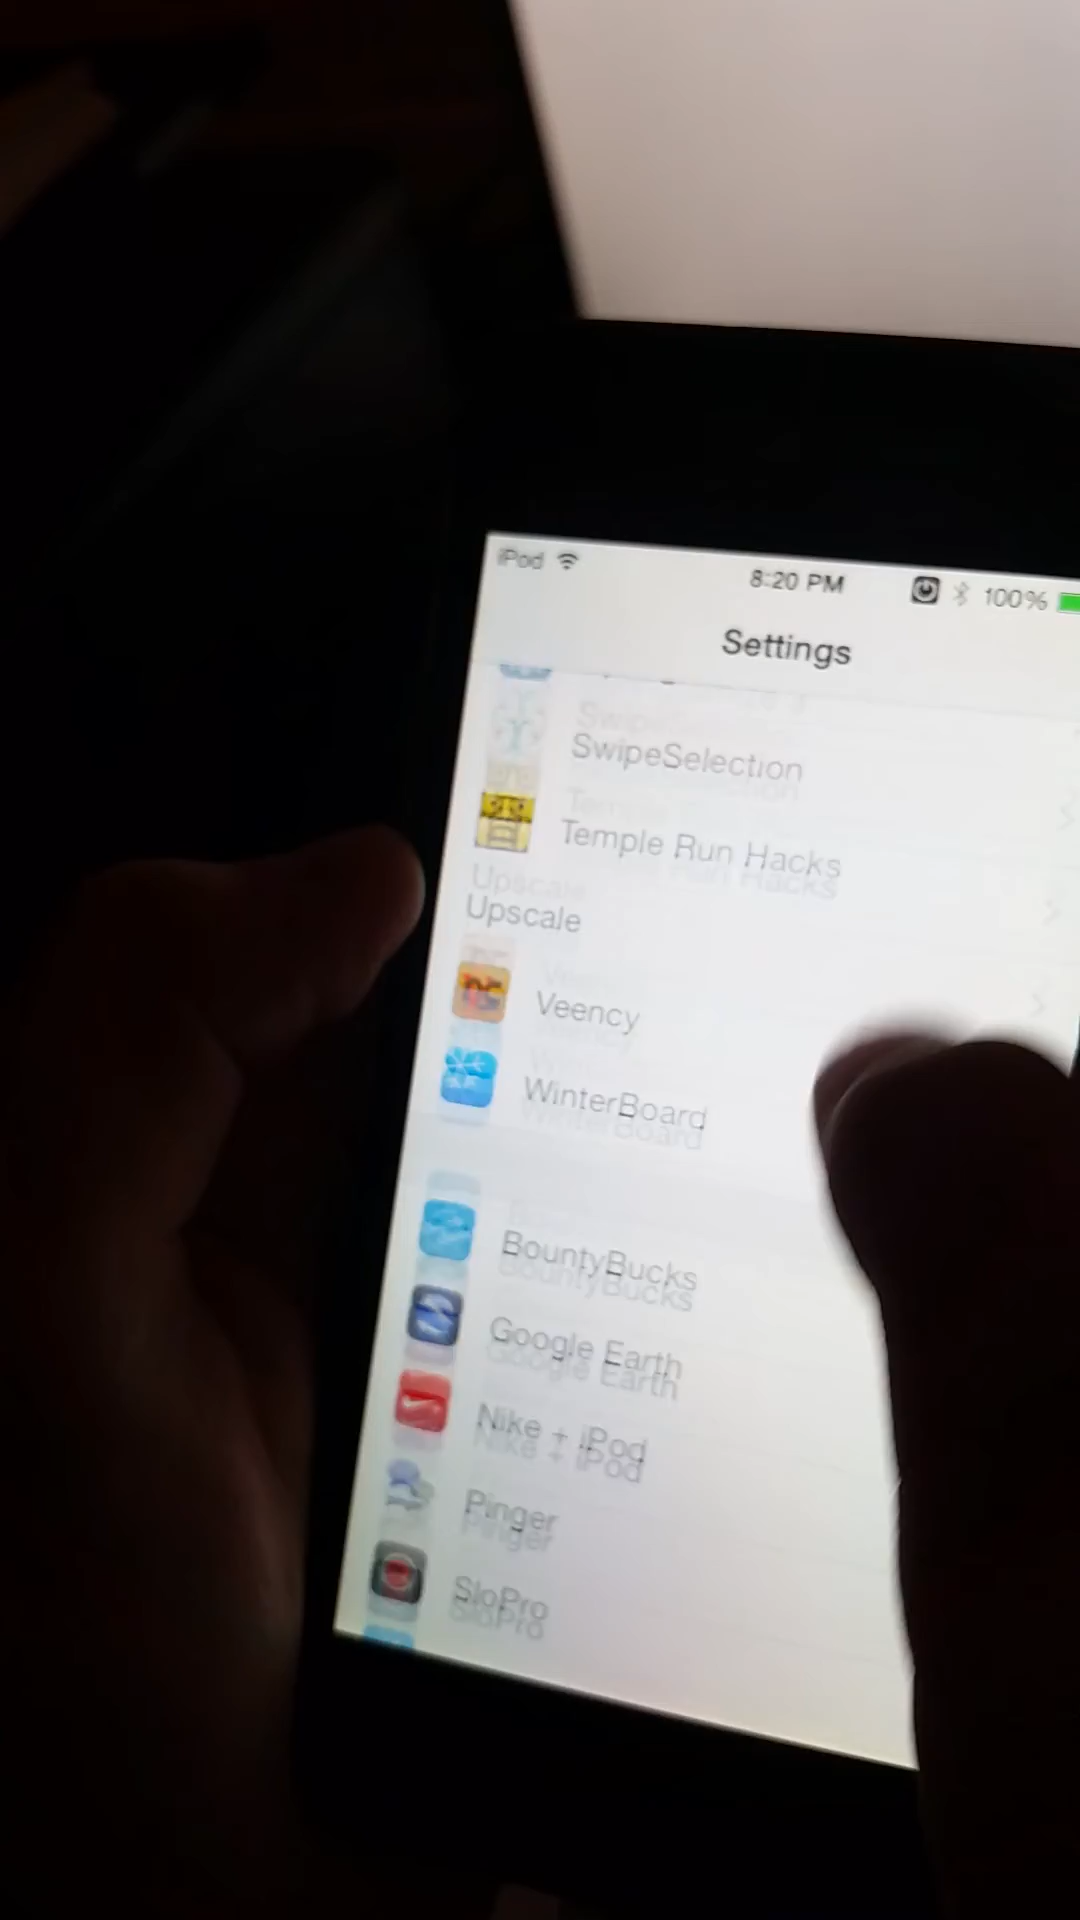 iPod 8:20 PM 100%
Settings
SwipeSelection
Temple Run Hacks
Upscale
Veency
WinterBoard
BountyBucks
Google Earth
Nike + iPod
Pinger
SloPro